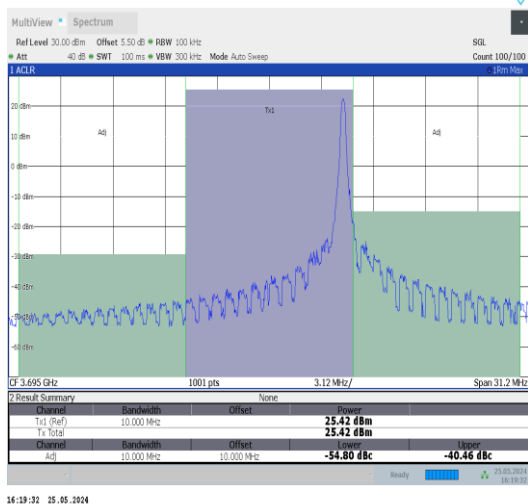 MultiView Spectrum
Ref Level 30.00 dBm Offset 5.50 dB RBW 100 kHz SGL
Att 40 dB SWT 100 ms VBW 300 kHz Mode Auto Sweep Count 100/100
1 ACLR 1Rm Max
Tx1
20 dBm
Adj Adj
10 dBm
0 dBm
-10 dBm
-20 dBm
-30 dBm
-40 dBm
-60 dBm
CF 3.695 GHz 1001 pts 3.12 MHz/ Span 31.2 MHz
2 Result Summary None
Channel Bandwidth Offset Power
Tx1 (Ref) 10.000 MHz 25.42 dBm
Tx Total 25.42 dBm
Channel Bandwidth Offset Lower Upper
Adj 10.000 MHz 10.000 MHz -54.80 dBc -40.46 dBc
Ready 25.05.2024
16:19:32
16:19:32 25.05.2024